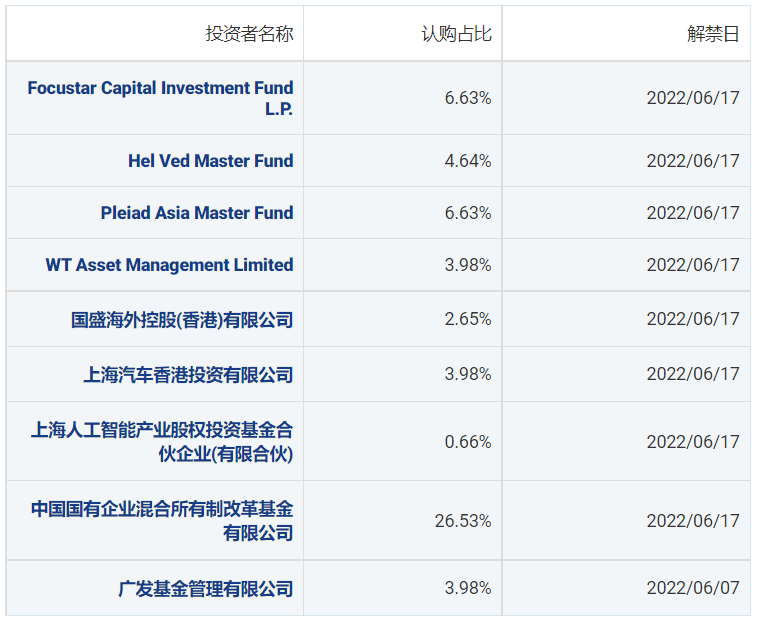 投资者名称 认购占比 解禁日
Focustar Capital Investment Fund
L.P. 6.63% 2022/06/17
Hel Ved Master Fund 4.64% 2022/06/17
Pleiad Asia Master Fund 6.63% 2022/06/17
WT Asset Management Limited 3.98% 2022/06/17
国盛海外控股(香港)有限公司 2.65% 2022/06/17
上海汽车香港投资有限公司 3.98% 2022/06/17
上海人工智能产业股权投资基金合
伙企业(有限合伙) 0.66% 2022/06/17
中国国有企业混合所有制改革基金
有限公司 26.53% 2022/06/17
广发基金管理有限公司 3.98% 2022/06/07